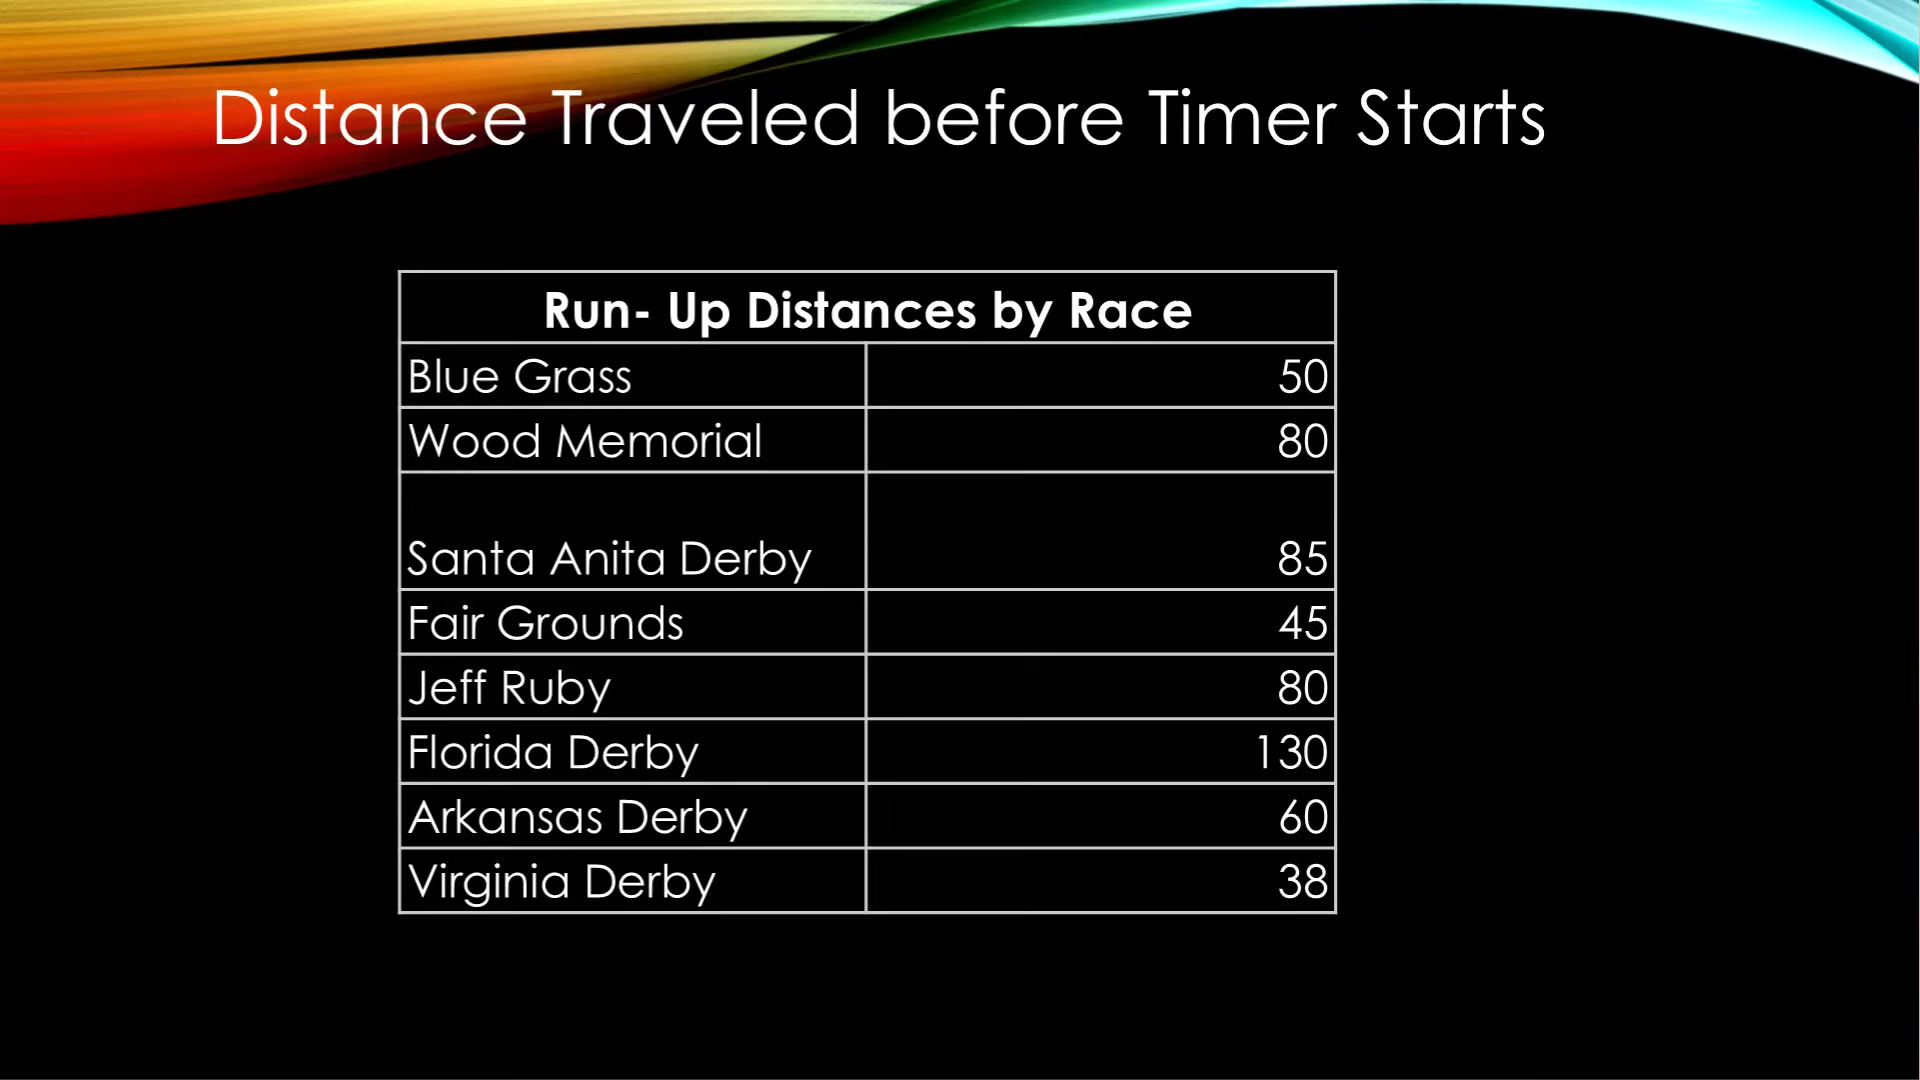 Distance Traveled before Timer Starts
Run- Up Distances by Race
Blue Grass 50
Wood Memorial 80
Santa Anita Derby 85
Fair Grounds 45
Jeff Ruby 80
Florida Derby 130
Arkansas Derby 60
Virginia Derby 38